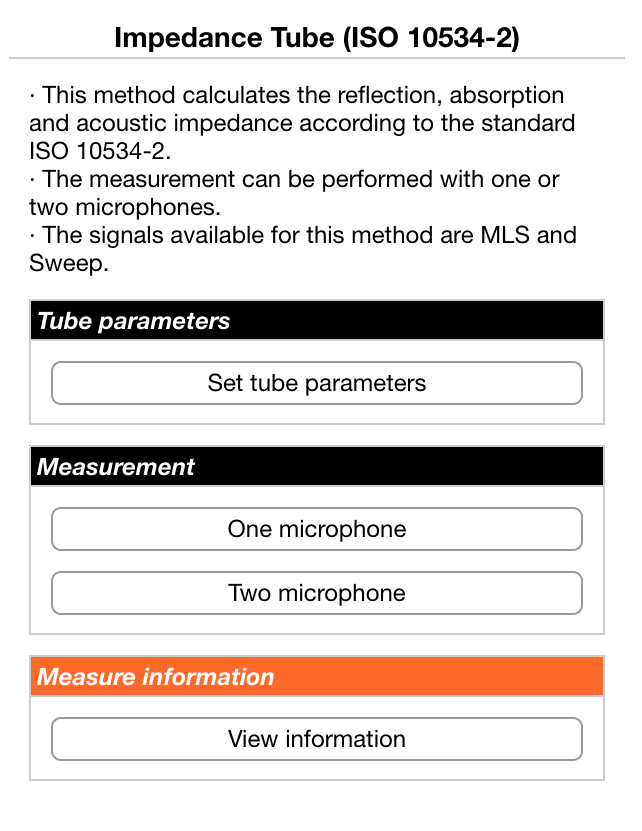 Impedance Tube (ISO 10534-2)
· This method calculates the reflection, absorption
and acoustic impedance according to the standard
ISO 10534-2.
· The measurement can be performed with one or
two microphones.
· The signals available for this method are MLS and
Sweep.
Tube parameters
Set tube parameters
Measurement
One microphone
Two microphone
Measure information
View information